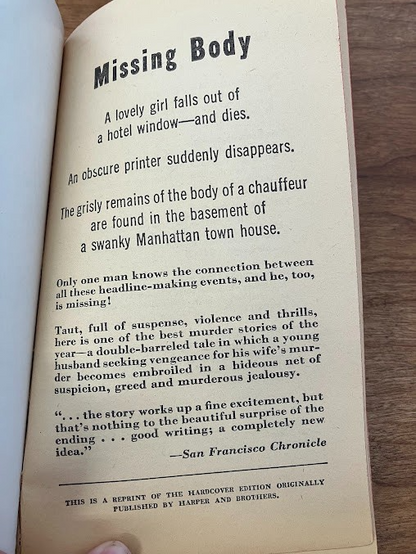 Missing Body
A lovely girl falls out of
a hotel window—and dies.
An obscure printer suddenly disappears.
The grisly remains of the body of a chauffeur
are found in the basement of
a swanky Manhattan town house.
Only one man knows the connection between
all these headline-making events, and he, too,
is missing!
Taut, full of suspense, violence and thrills,
here is one of the best murder stories of the
year—a double-barreled tale in which a young
husband seeking vengeance for his wife's mur-
der becomes embroiled in a hideous net of
suspicion, greed and murderous jealousy.
". . . the story works up a fine excitement, but
that's nothing to the beautiful surprise of the
ending . . . good writing; a completely new
idea."
—San Francisco Chronicle
THIS IS A REPRINT OF THE HARDCOVER EDITION ORIGINALLY
PUBLISHED BY HARPER AND BROTHERS.